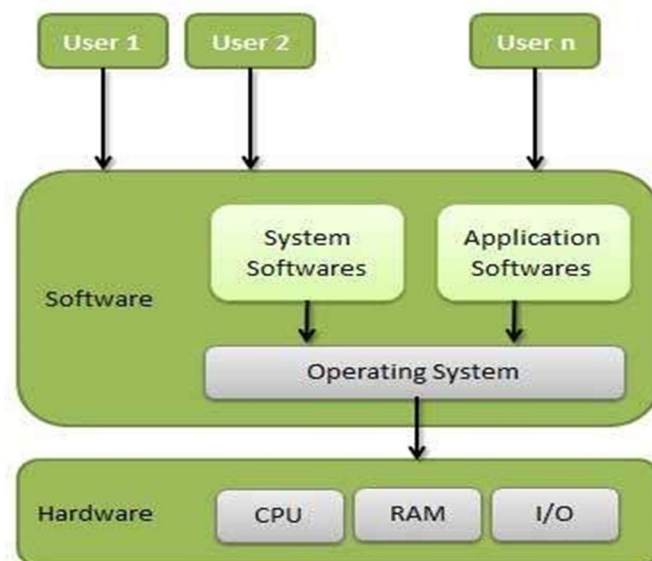 User 1
User 2
User n
System
Softwares
Application
Softwares
Software
Operating System
Hardware
CPU
RAM
I/O